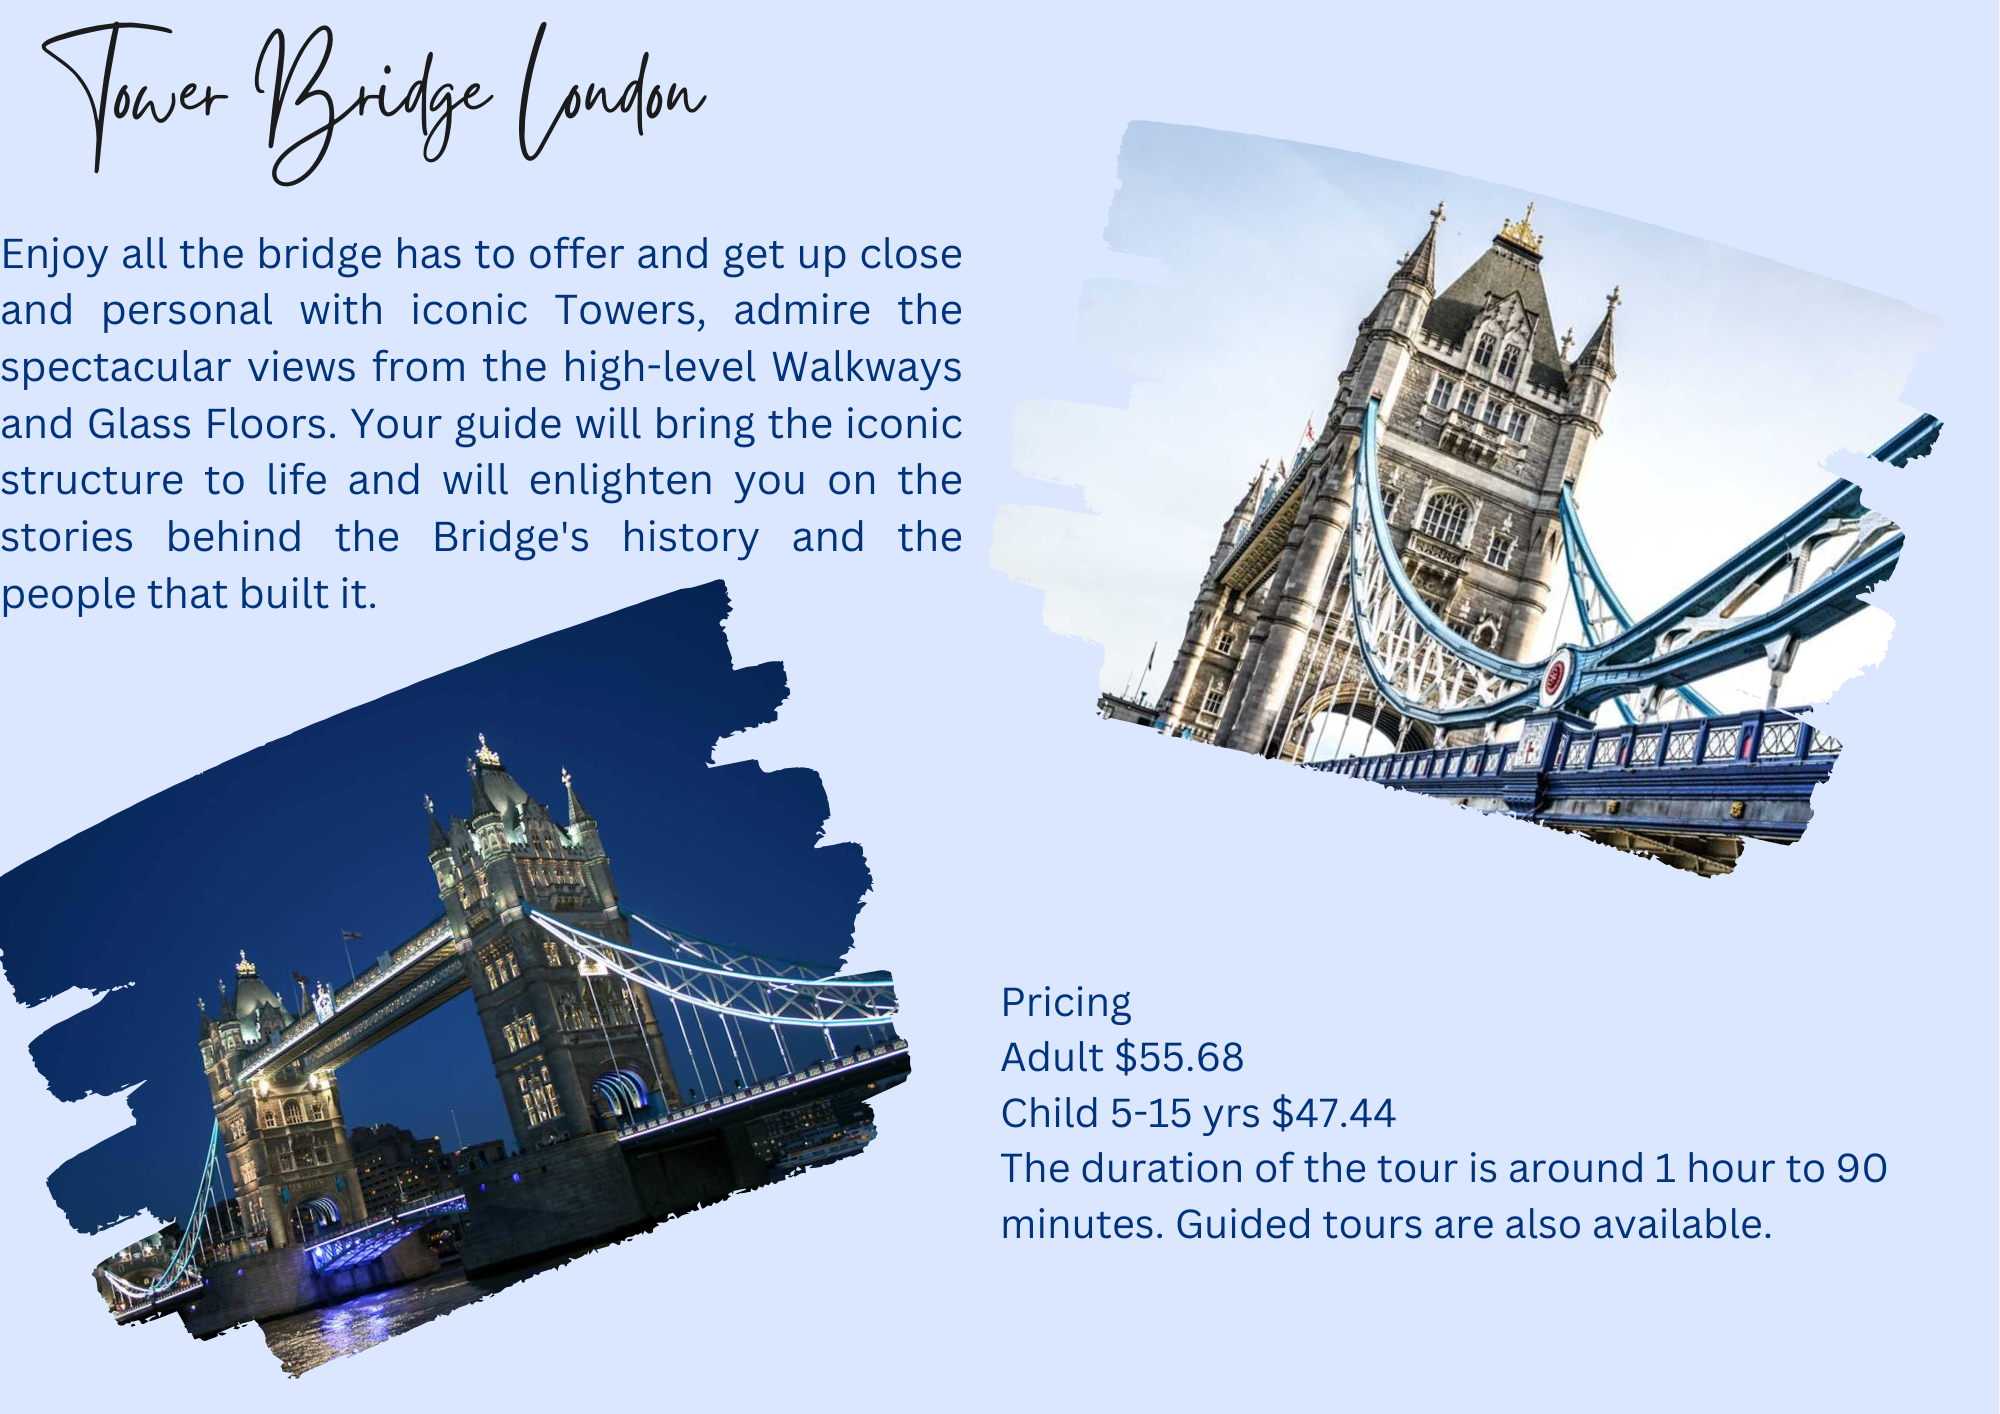 Tower Bridge London
Enjoy all the bridge has to offer and get up close
and personal with iconic Towers, admire the
spectacular views from the high-level Walkways
and Glass Floors. Your guide will bring the iconic
structure to life and will enlighten you on the
stories behind the Bridge's history and the
people that built it.
Pricing
Adult $55.68
Child 5-15 yrs $47.44
The duration of the tour is around 1 hour to 90
minutes. Guided tours are also available.